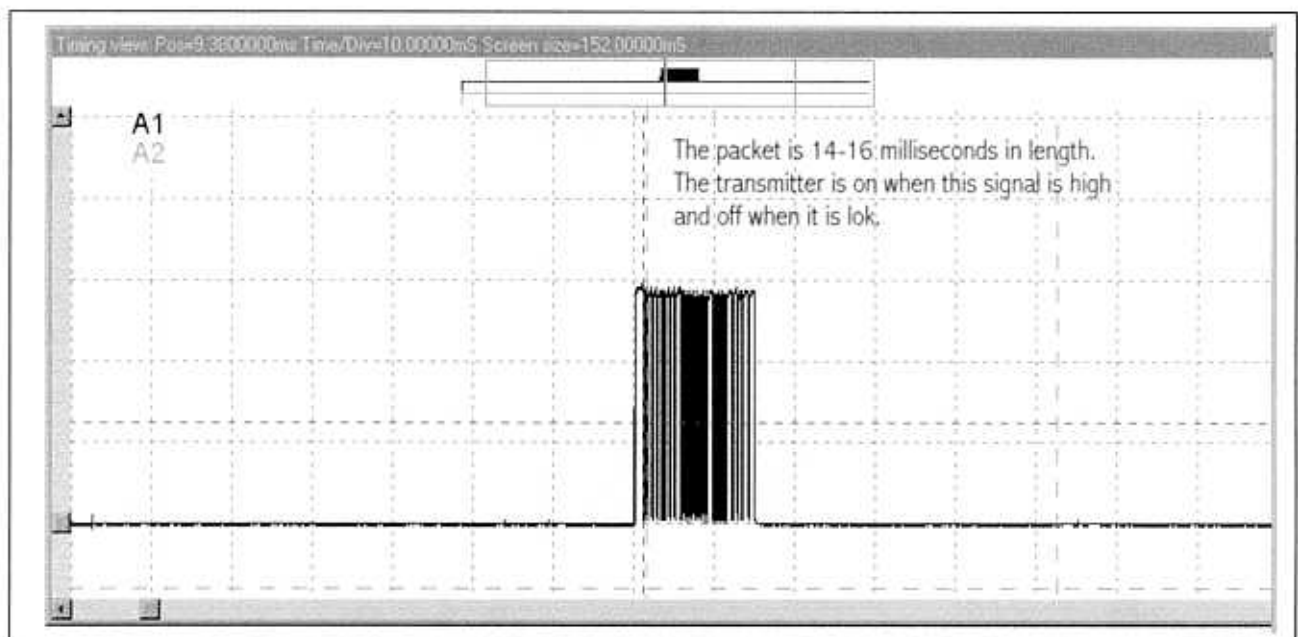 Timing view: Pos=9.3800000ms Time/Div=10.00000mS Screen size=152.00000mS
A1
A2
The packet is 14-16 milliseconds in length.
The transmitter is on when this signal is high
and off when it is lok.